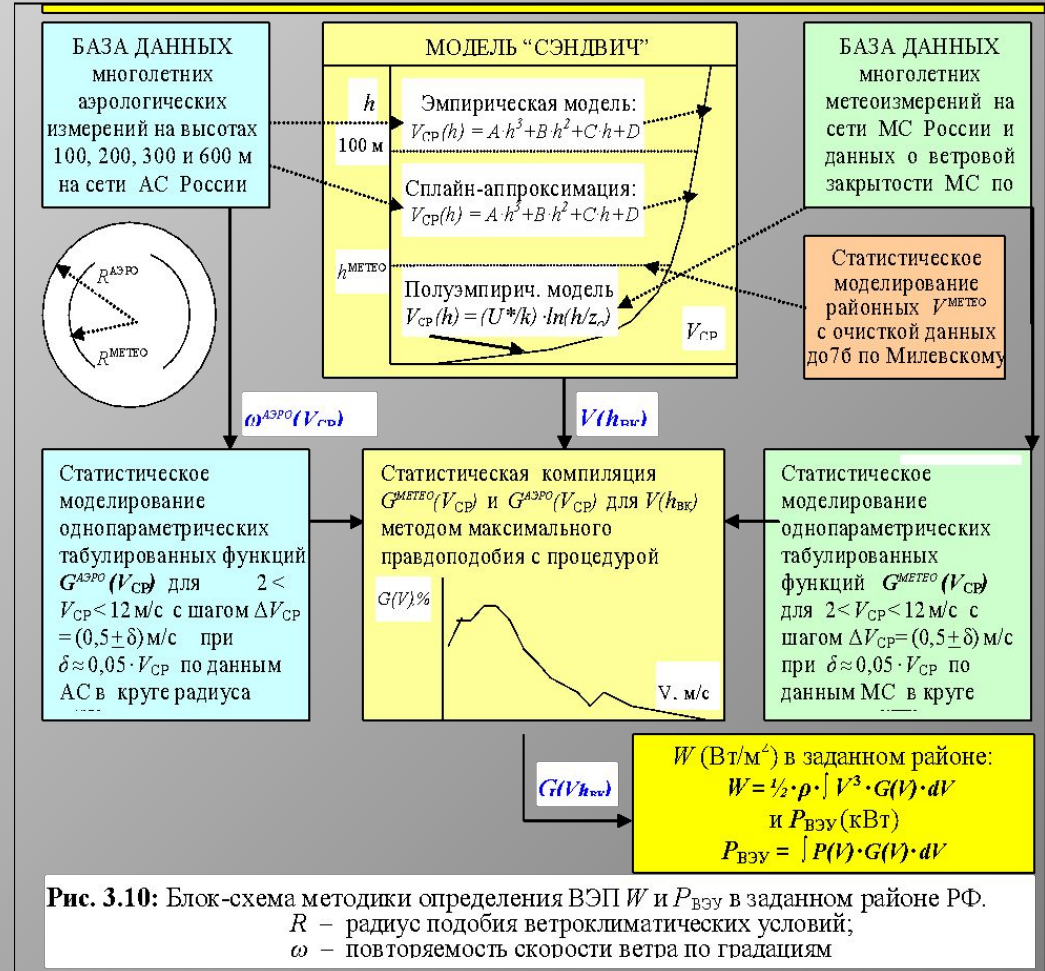 БАЗА ДАННЫХ
многолетних
аэрологических
измерений на высотах
100, 200, 300 и 600 м
на сети АС России
МОДЕЛЬ “СЭНДВИЧ”
h
100 м
Эмпирическая модель:
V_СР(h) = A·h³+B·h²+C·h+D
Сплайн-аппроксимация:
V_СР(h) = A·h³+B·h²+C·h+D
h^МЕТЕО
Полуэмпирич. модель
V_СР(h) = (U*/k)·ln(h/z₀)
V_СР
БАЗА ДАННЫХ
многолетних
метеоизмерений на
сети МС России и
данных о ветровой
закрытости МС по
R^АЭРО
R^МЕТЕО
Статистическое
моделирование
районных V^МЕТЕО
с очисткой данных
до7б по Милевскому
ω^АЭРО(V_СР)
V(h_ВК)
Статистическое
моделирование
однопараметрических
табулированных функций
G^АЭРО(V_СР) для 2 <
V_СР< 12 м/с с шагом ΔV_СР
= (0,5±δ) м/с при
δ≈0,05·V_СР по данным
АС в круге радиуса
Статистическая компиляция
G^МЕТЕО(V_СР) и G^АЭРО(V_СР) для V(h_ВК)
методом максимального
правдоподобия с процедурой
G(V),%
V, м/с
Статистическое
моделирование
однопараметрических
табулированных
функций G^МЕТЕО(V_СР)
для 2<V_СР<12 м/с с
шагом ΔV_СР=(0,5±δ) м/с
при δ≈0,05·V_СР по
данным МС в круге
G(Vh_ВК)
W (Вт/м²) в заданном районе:
W = ½·ρ·∫V³·G(V)·dV
и P_ВЭУ (кВт)
P_ВЭУ = ∫P(V)·G(V)·dV
Рис. 3.10: Блок-схема методики определения ВЭП W и P_ВЭУ в заданном районе РФ.
R – радиус подобия ветроклиматических условий;
ω – повторяемость скорости ветра по градациям